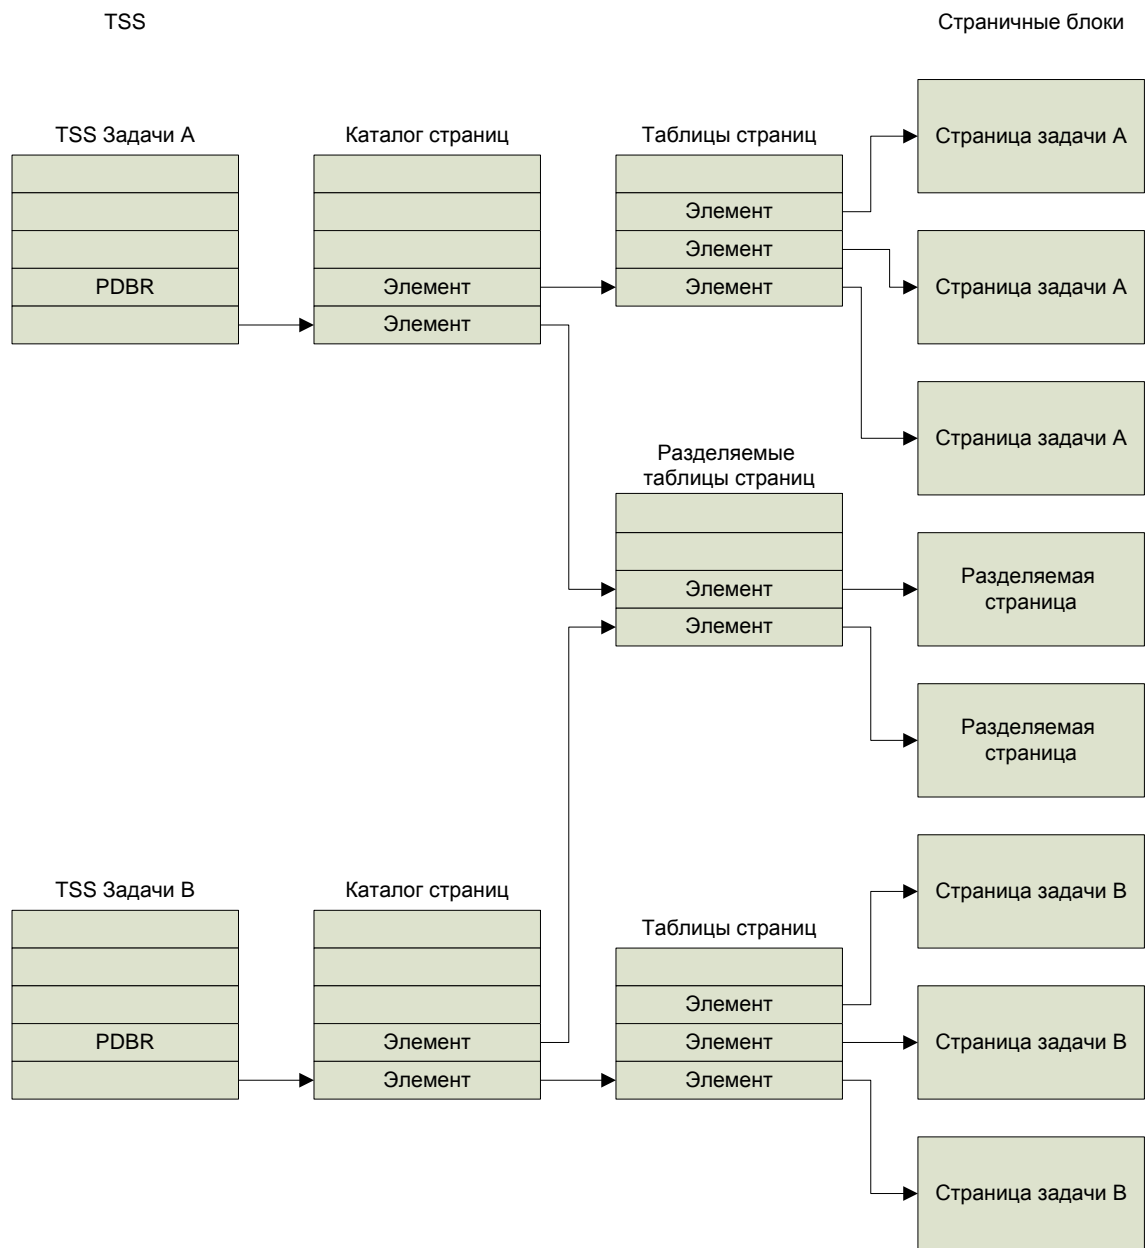 TSS
Страничные блоки
TSS Задачи А
Каталог страниц
Таблицы страниц
PDBR
Элемент
Элемент
Элемент
Элемент
Элемент
Страница задачи А
Страница задачи А
Страница задачи А
Разделяемые
таблицы страниц
Элемент
Элемент
Разделяемая
страница
Разделяемая
страница
TSS Задачи В
Каталог страниц
Таблицы страниц
PDBR
Элемент
Элемент
Элемент
Элемент
Элемент
Страница задачи В
Страница задачи В
Страница задачи В